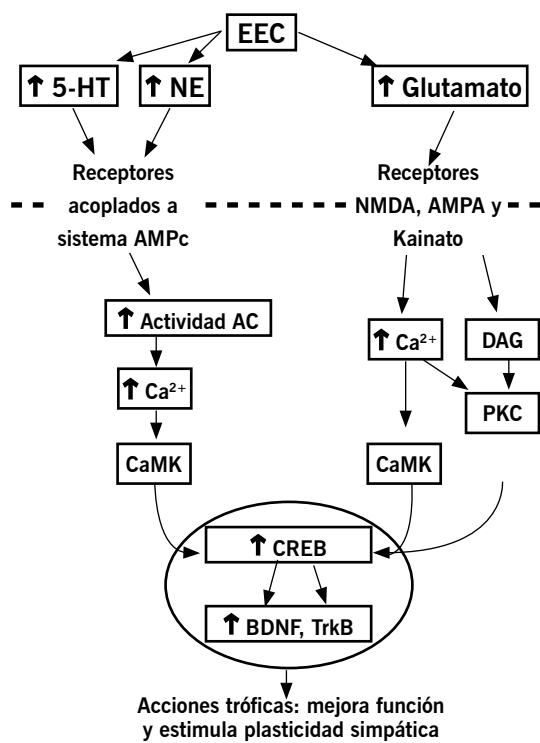 EEC
↑ 5-HT
↑ NE
↑ Glutamato
Receptores
acoplados a
sistema AMPc
Receptores
NMDA, AMPA y
Kainato
↑ Actividad AC
↑ Ca²⁺
DAG
↑ Ca²⁺
PKC
CaMK
CaMK
↑ CREB
↑ BDNF, TrkB
Acciones tróficas: mejora función
y estimula plasticidad simpática